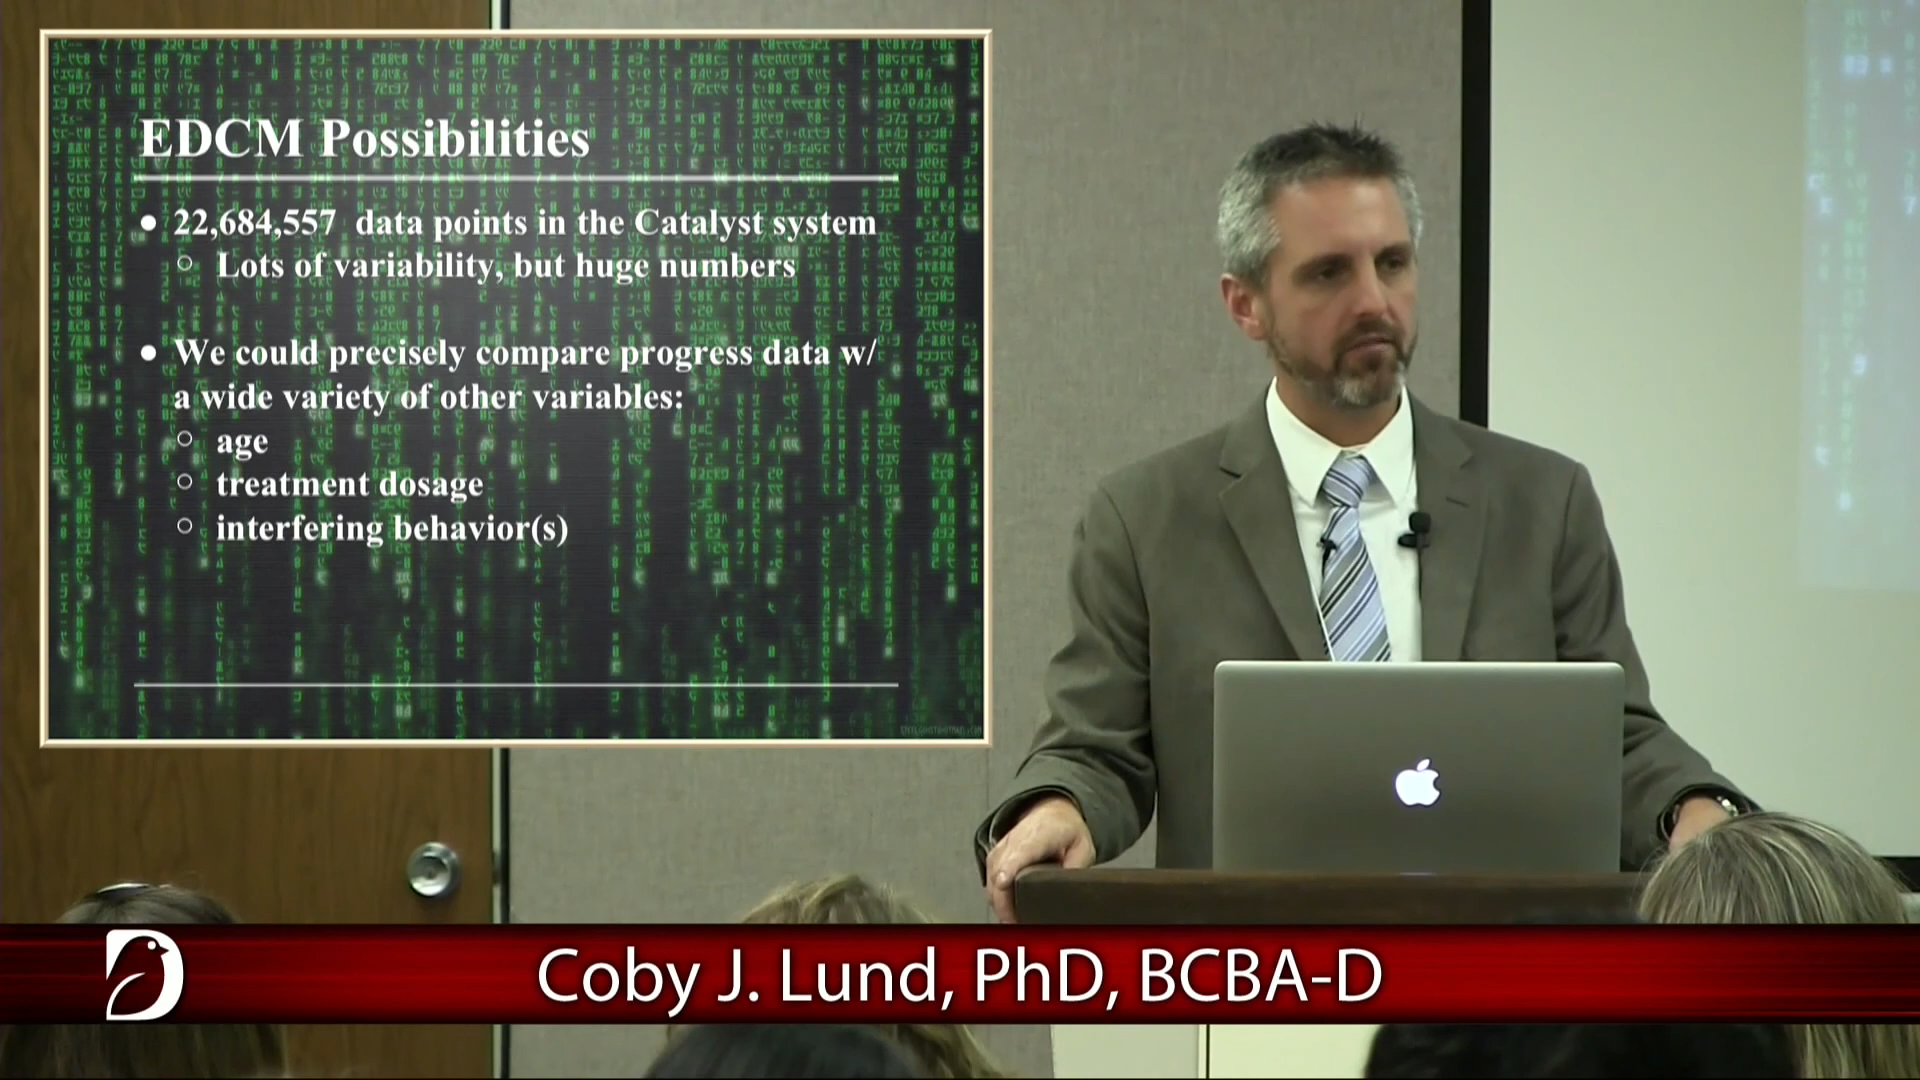 EDCM Possibilities
● 22,684,557 data points in the Catalyst system
○ Lots of variability, but huge numbers
● We could precisely compare progress data w/
a wide variety of other variables:
○ age
○ treatment dosage
○ interfering behavior(s)
Coby J. Lund, PhD, BCBA-D